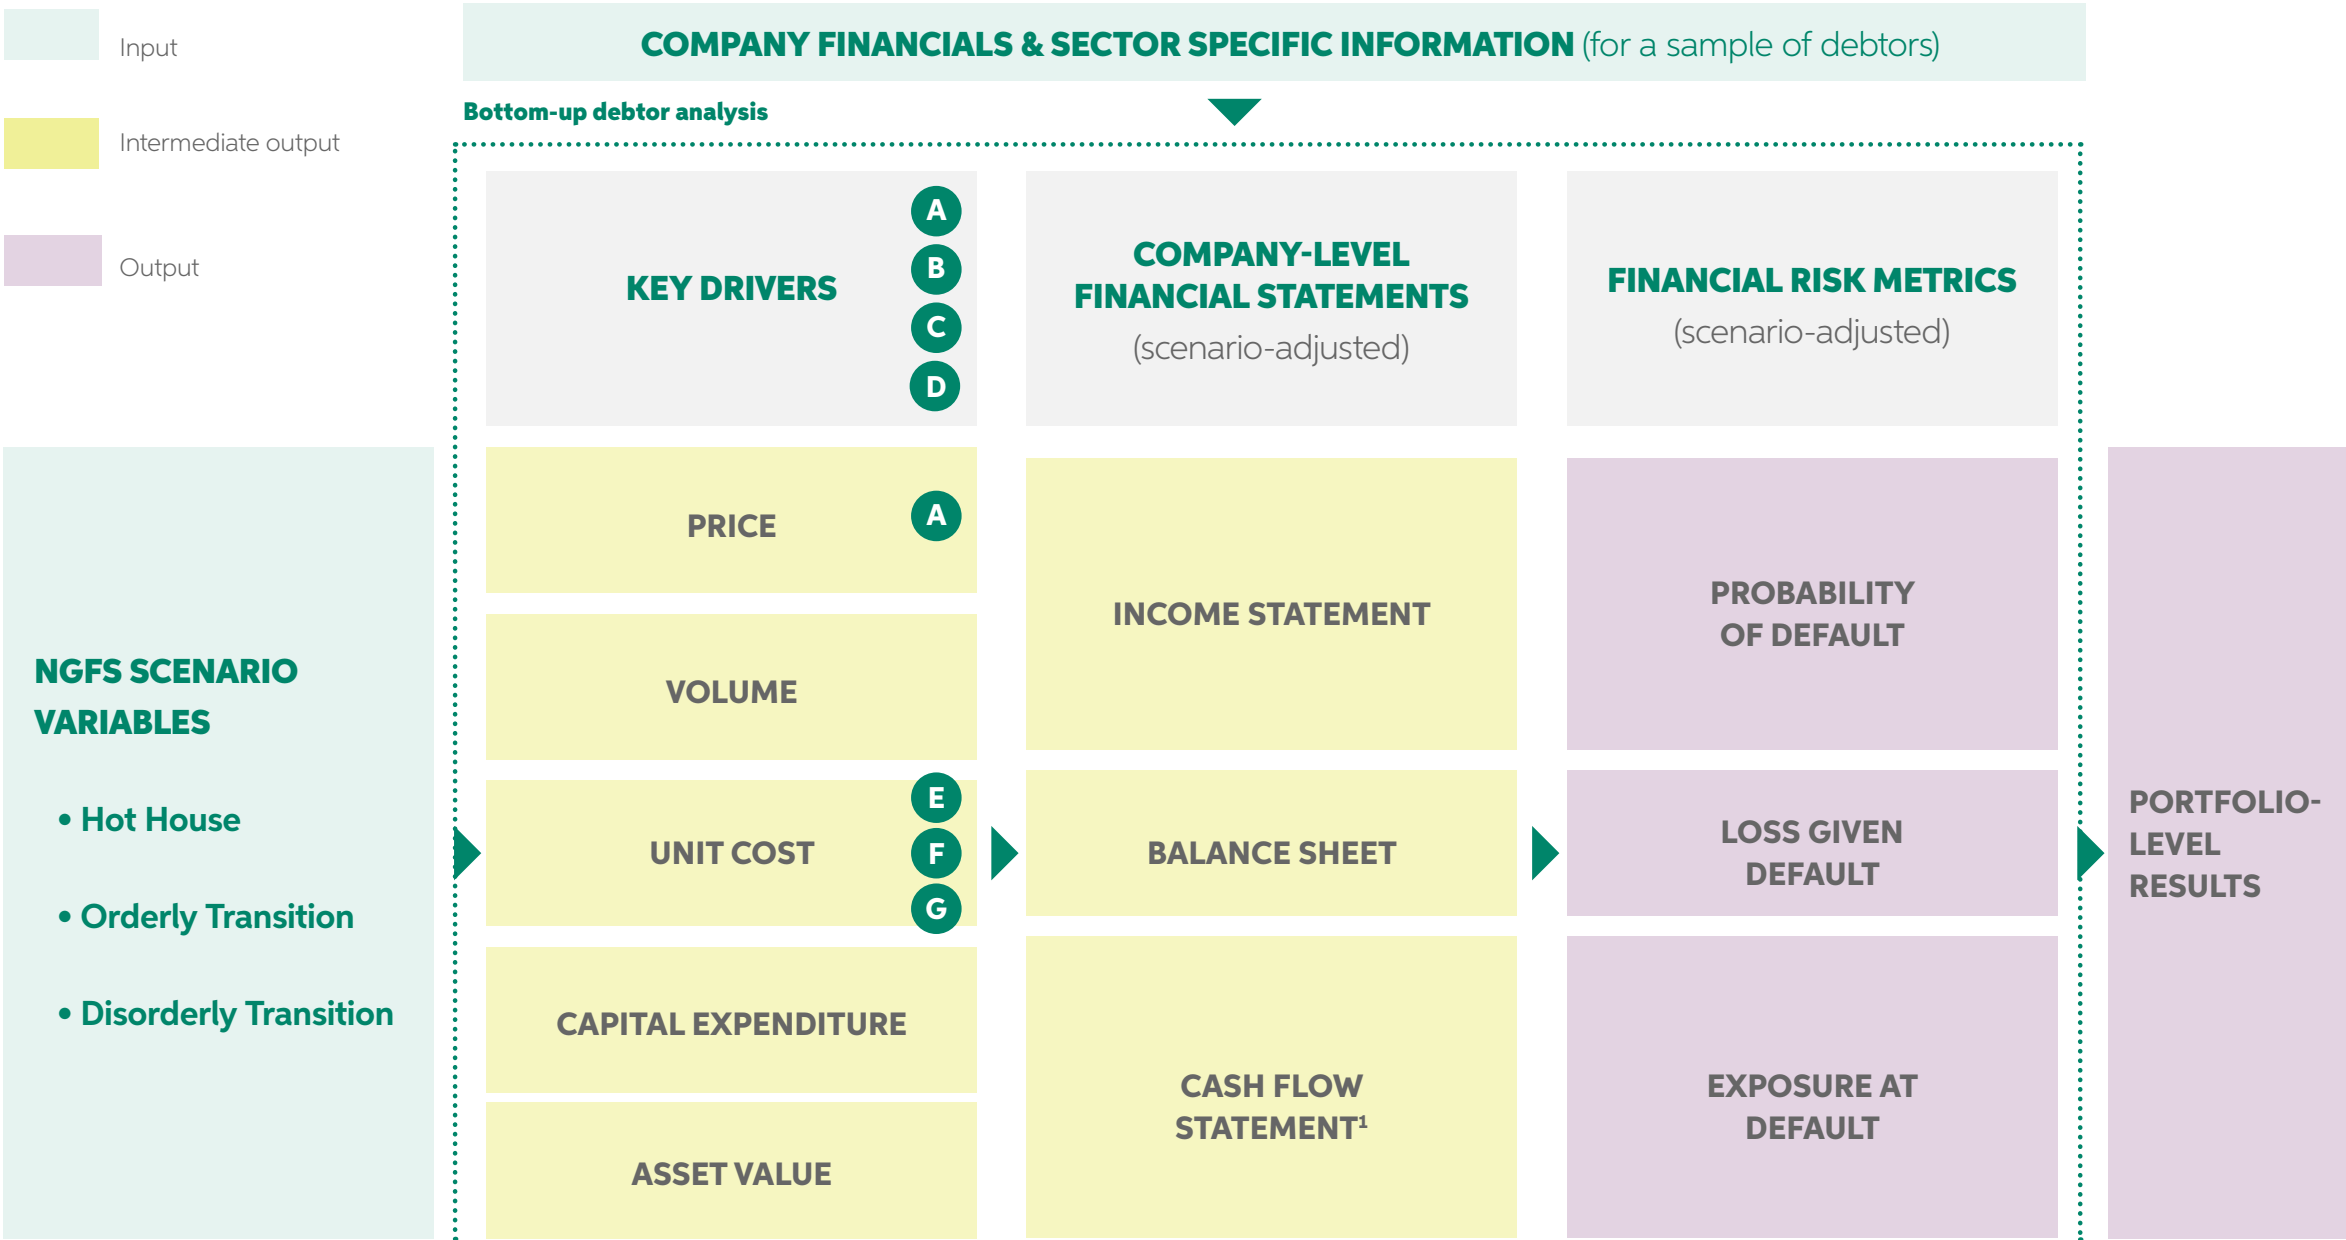 Input
Intermediate output
Output
COMPANY FINANCIALS & SECTOR SPECIFIC INFORMATION (for a sample of debtors)
Bottom-up debtor analysis
NGFS SCENARIO
VARIABLES
• Hot House
• Orderly Transition
• Disorderly Transition
KEY DRIVERS
A
B
C
D
PRICE
A
VOLUME
UNIT COST
E
F
G
CAPITAL EXPENDITURE
ASSET VALUE
COMPANY-LEVEL
FINANCIAL STATEMENTS
(scenario-adjusted)
INCOME STATEMENT
BALANCE SHEET
CASH FLOW
STATEMENT¹
FINANCIAL RISK METRICS
(scenario-adjusted)
PROBABILITY
OF DEFAULT
LOSS GIVEN
DEFAULT
EXPOSURE AT
DEFAULT
PORTFOLIO-
LEVEL
RESULTS